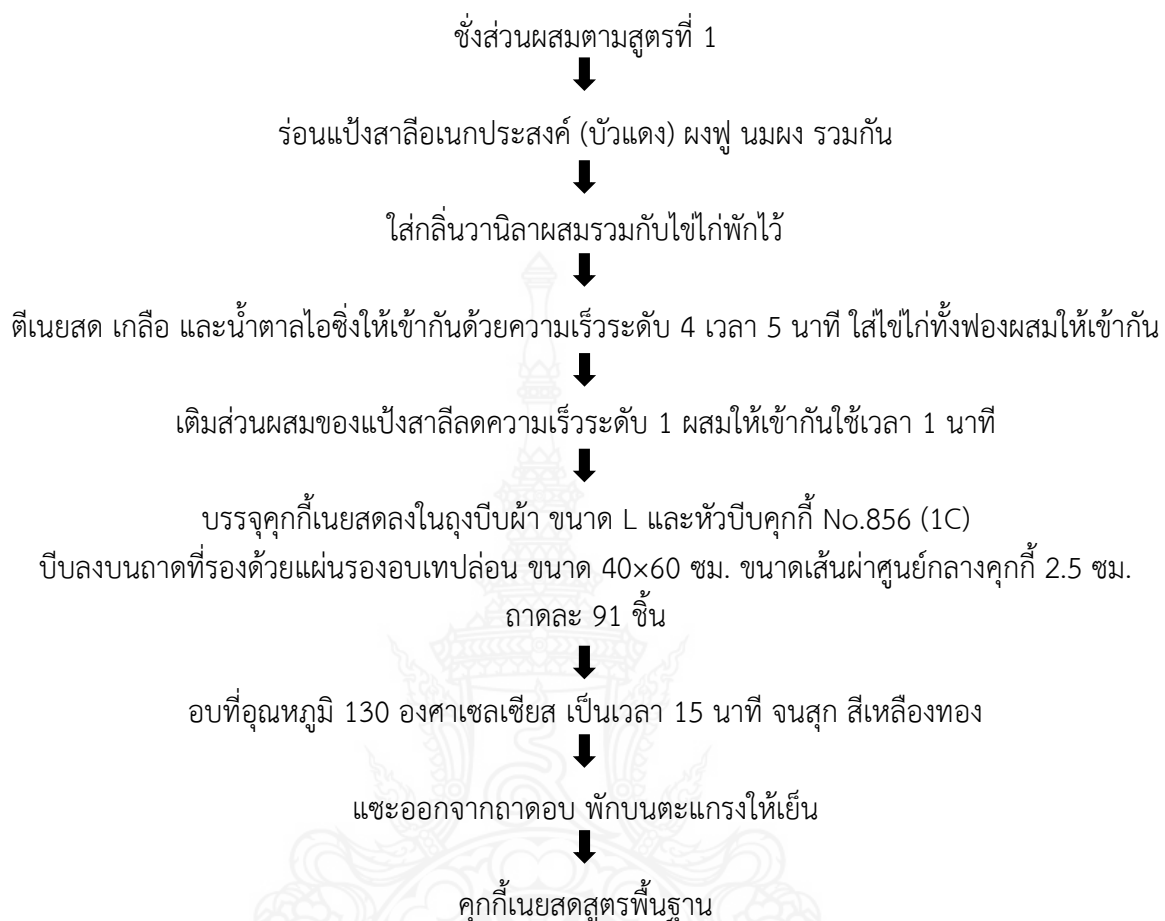 ชั่งส่วนผสมตามสูตรที่ 1
ร่อนแป้งสาลีอเนกประสงค์ (บัวแดง) ผงฟู นมผง รวมกัน
ใส่กลิ่นวานิลาผสมรวมกับไข่ไก่พักไว้
ตีเนยสด เกลือ และน้ำตาลไอซิ่งให้เข้ากันด้วยความเร็วระดับ 4 เวลา 5 นาที ใส่ไข่ไก่ทั้งฟองผสมให้เข้ากัน
เติมส่วนผสมของแป้งสาลีลดความเร็วระดับ 1 ผสมให้เข้ากันใช้เวลา 1 นาที
บรรจุคุกกี้เนยสดลงในถุงบีบผ้า ขนาด L และหัวบีบคุกกี้ No.856 (1C)
บีบลงบนถาดที่รองด้วยแผ่นรองอบเทปล่อน ขนาด 40×60 ซม. ขนาดเส้นผ่าศูนย์กลางคุกกี้ 2.5 ซม.
ถาดละ 91 ชิ้น
อบที่อุณหภูมิ 130 องศาเซลเซียส เป็นเวลา 15 นาที จนสุก สีเหลืองทอง
แซะออกจากถาดอบ พักบนตะแกรงให้เย็น
คุกกี้เนยสดสูตรพื้นฐาน